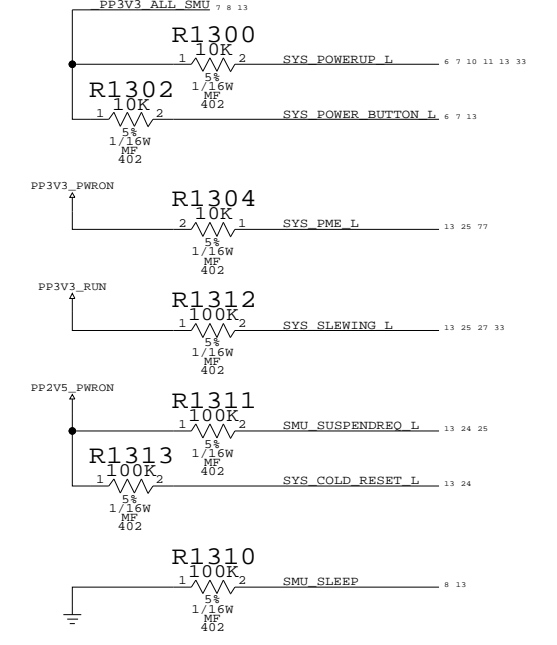 PP3V3_ALL_SMU 7 8 13
R1300
10K
1 2 SYS_POWERUP_L 6 7 10 11 13 33
5%
1/16W
MF
402
R1302
10K
1 2 SYS_POWER_BUTTON_L 6 7 13
5%
1/16W
MF
402
PP3V3_PWRON
R1304
10K
2 1 SYS_PME_L 13 25 77
5%
1/16W
MF
402
PP3V3_RUN
R1312
100K
1 2 SYS_SLEWING_L 13 25 27 33
5%
1/16W
MF
402
PP2V5_PWRON
R1311
100K
1 2 SMU_SUSPENDREQ_L 13 24 25
5%
1/16W
MF
402
R1313
100K
1 2 SYS_COLD_RESET_L 13 24
5%
1/16W
MF
402
R1310
100K
1 2 SMU_SLEEP 8 13
5%
1/16W
MF
402